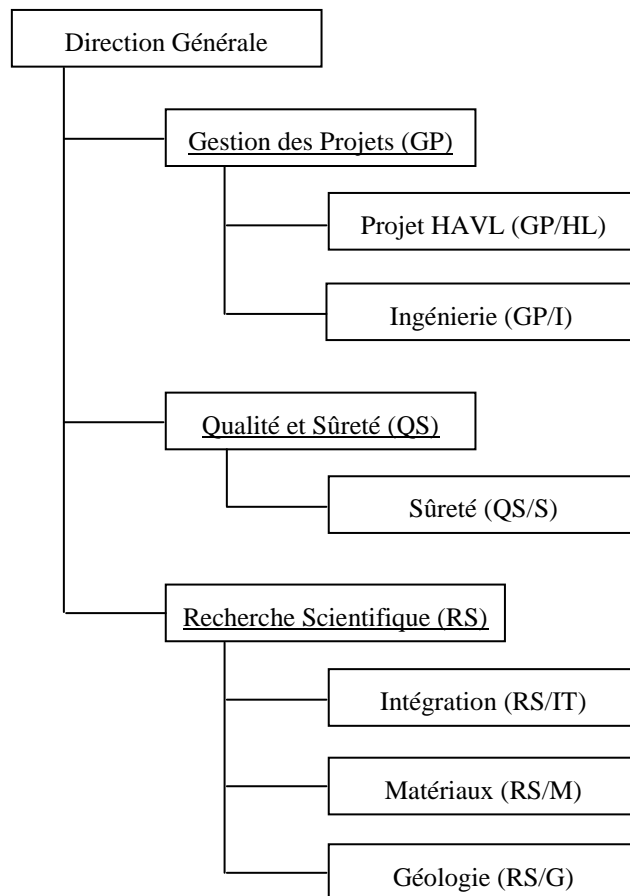 Direction Générale
Gestion des Projets (GP)
Projet HAVL (GP/HL)
Ingénierie (GP/I)
Qualité et Sûreté (QS)
Sûreté (QS/S)
Recherche Scientifique (RS)
Intégration (RS/IT)
Matériaux (RS/M)
Géologie (RS/G)